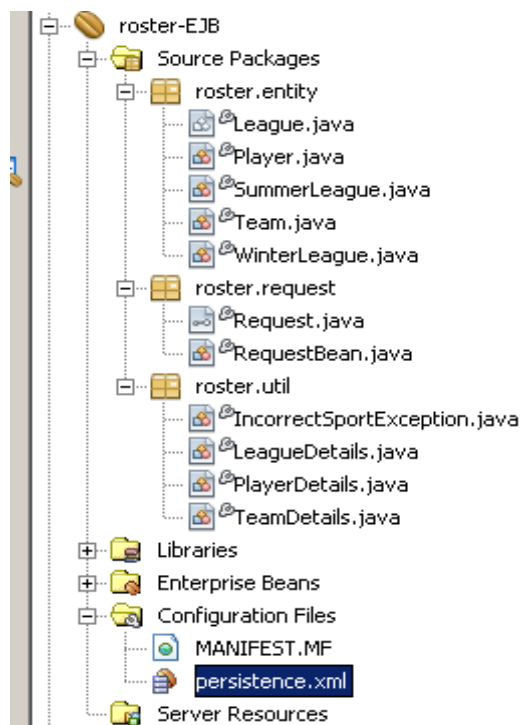 roster-EJB
Source Packages
roster.entity
League.java
Player.java
SummerLeague.java
Team.java
WinterLeague.java
roster.request
Request.java
RequestBean.java
roster.util
IncorrectSportException.java
LeagueDetails.java
PlayerDetails.java
TeamDetails.java
Libraries
Enterprise Beans
Configuration Files
MANIFEST.MF
persistence.xml
Server Resources